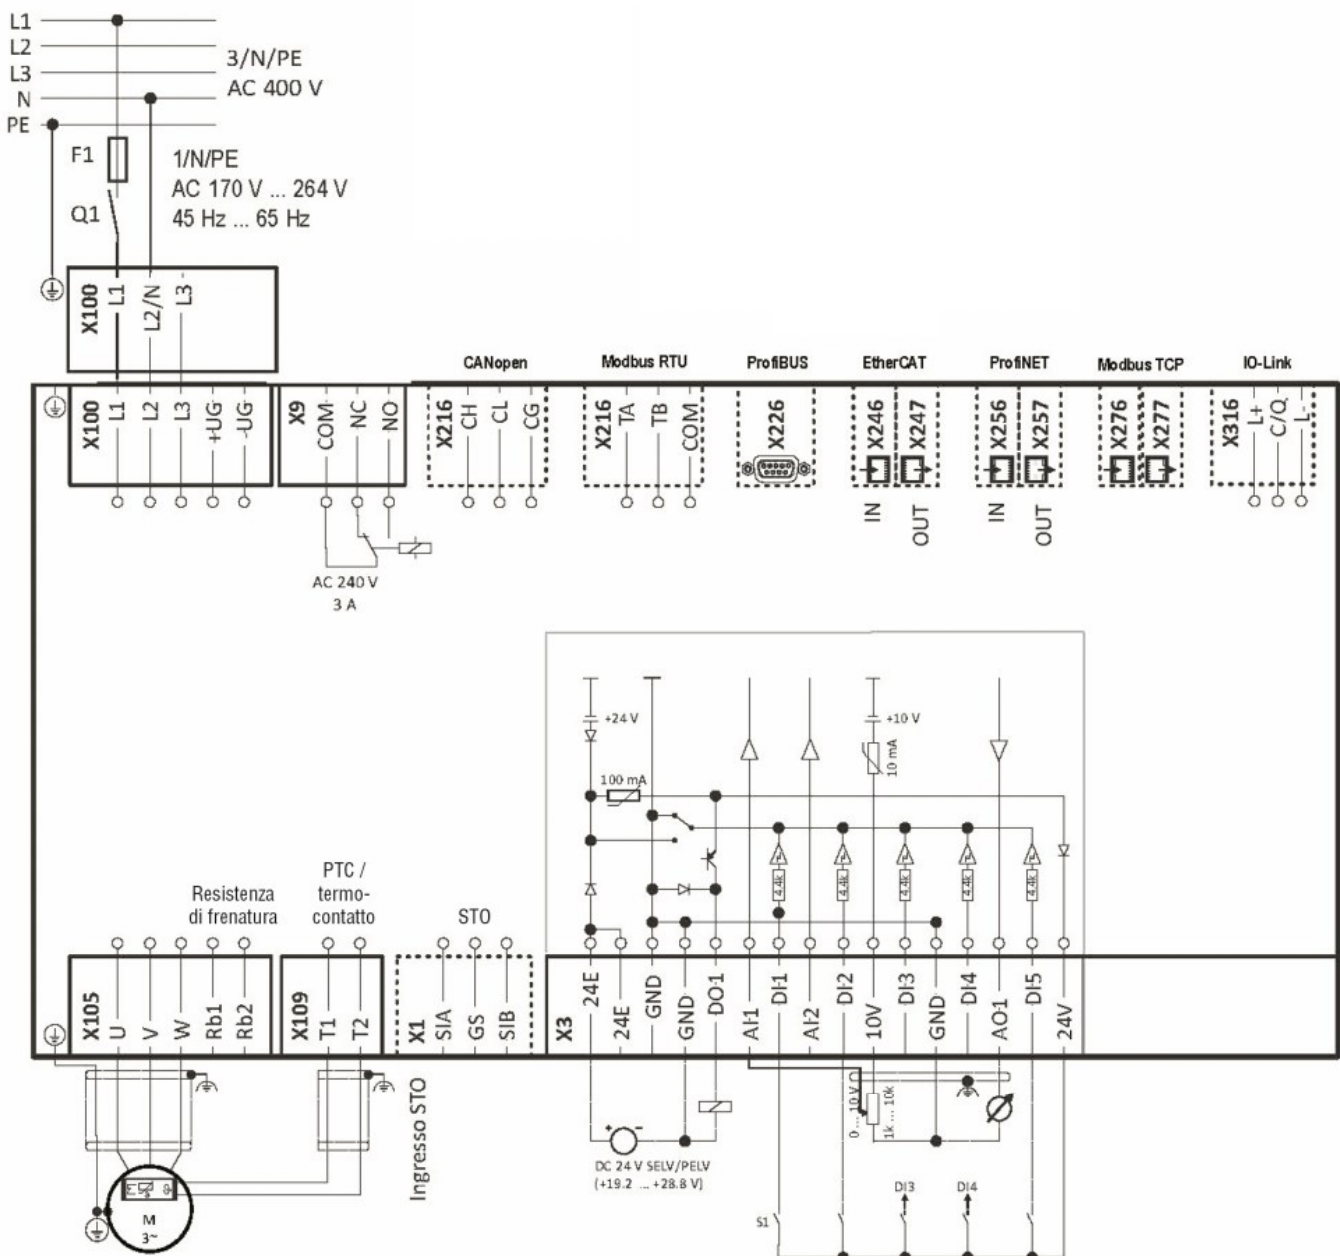 L1
L2
L3
N
PE
3/N/PE
AC 400 V
F1
Q1
1/N/PE
AC 170 V ... 264 V
45 Hz ... 65 Hz
X100
L1
L2/N
L3
CANopen
Modbus RTU
ProfiBUS
EtherCAT
ProfiNET
Modbus TCP
IO-Link
X100
L1
L2
L3
+UG
-UG
X9
COM
NC
NO
X216
CH
CL
CG
X216
TA
TB
COM
X226
X246
X247
X256
X257
X276
X277
X316
L+
C/Q
L-
IN
OUT
IN
OUT
AC 240 V
3 A
+24 V
+10 V
10 mA
100 mA
4.4k
4.4k
4.4k
4.4k
4.4k
Resistenza
di frenatura
PTC /
termo-
contatto
STO
X105
U
V
W
Rb1
Rb2
X109
T1
T2
X1
SIA
GS
SIB
X3
24E
24E
GND
GND
DO1
AI1
DI1
AI2
DI2
10V
DI3
GND
DI4
AO1
DI5
24V
Ingresso STO
0 ... 10 V
1k ... 10k
+
−
DC 24 V SELV/PELV
(+19.2 ... +28.8 V)
DI3
DI4
S1
M
3~